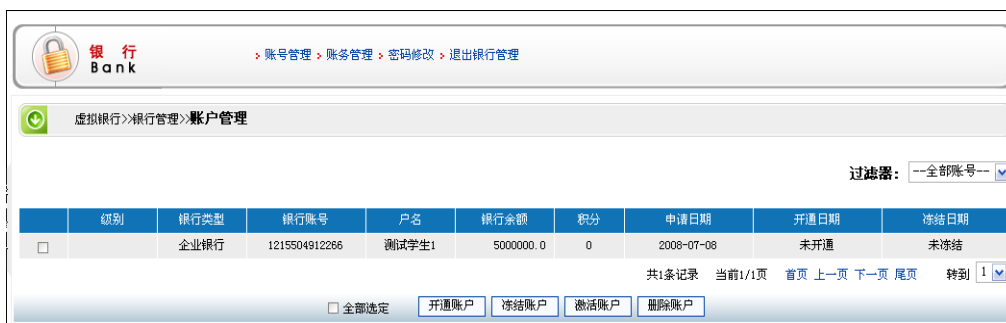 银 行
Bank
账号管理 账务管理 密码修改 退出银行管理
虚拟银行>>银行管理>>账户管理
过滤器： --全部账号--
级别 银行类型 银行账号 户名 银行余额 积分 申请日期 开通日期 冻结日期
企业银行 1215504912266 测试学生1 5000000.0 0 2008-07-08 未开通 未冻结
共1条记录 当前1/1页 首页 上一页 下一页 尾页 转到 1
全部选定 开通账户 冻结账户 激活账户 删除账户